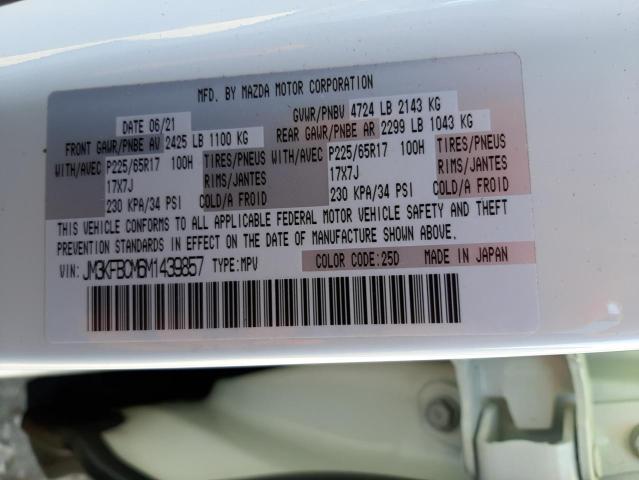 MFD. BY MAZDA MOTOR CORPORATION
DATE 06/21 GVWR/PNBV 4724 LB 2143 KG
FRONT GAWR/PNBE AV 2425 LB 1100 KG REAR GAWR/PNBE AR 2299 LB 1043 KG
WITH/AVEC P225/65R17 100H TIRES/PNEUS WITH/AVEC P225/65R17 100H TIRES/PNEUS
17X7J RIMS/JANTES 17X7J RIMS/JANTES
230 KPA/34 PSI COLD/A FROID 230 KPA/34 PSI COLD/A FROID
THIS VEHICLE CONFORMS TO ALL APPLICABLE FEDERAL MOTOR VEHICLE SAFETY AND THEFT
PREVENTION STANDARDS IN EFFECT ON THE DATE OF MANUFACTURE SHOWN ABOVE.
VIN: JM3KFBCM6M1439857 TYPE:MPV COLOR CODE:25D MADE IN JAPAN